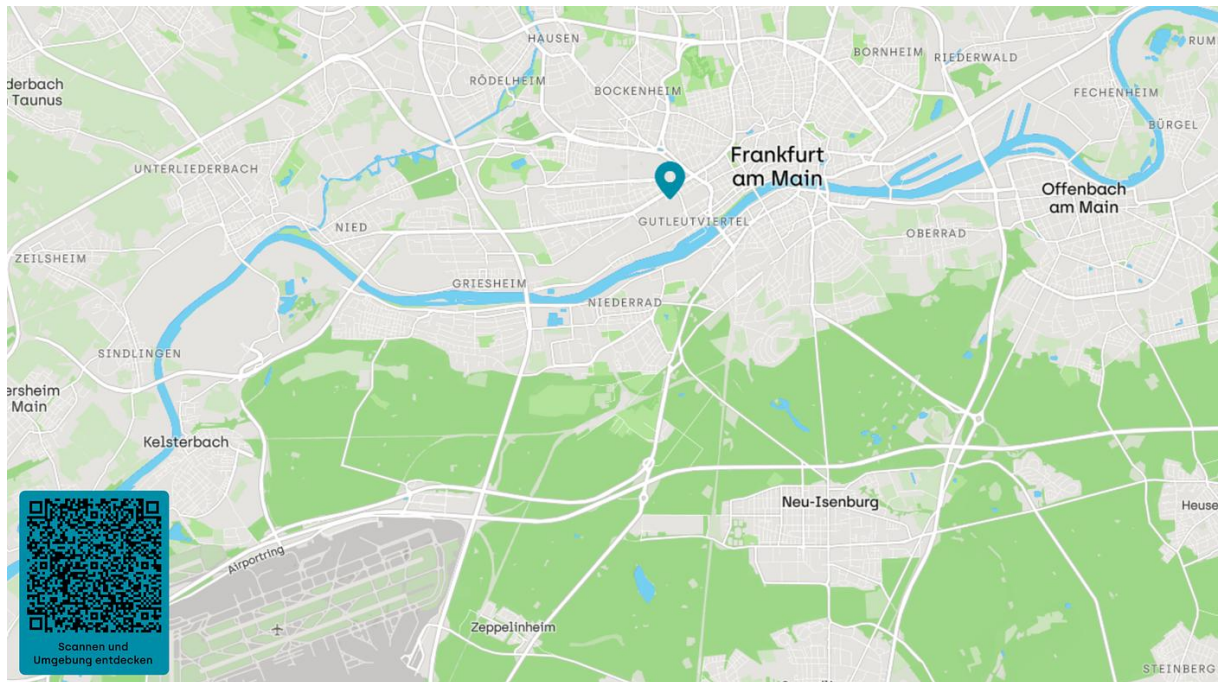 HAUSEN
BORNHEIM
RIEDERWALD
RUM
RÖDELHEIM
derbach
Taunus
BOCKENHEIM
FECHENHEIM
BÜRGEL
Frankfurt
am Main
UNTERLIEDERBACH
Offenbach
am Main
GUTLEUTVIERTEL
NIED
OBERRAD
ZEILSHEIM
GRIESHEIM
NIEDERRAD
SINDLINGEN
ersheim
Main
Kelsterbach
Neu-Isenburg
Heuse
Airportring
Zeppelinheim
Scannen und
Umgebung entdecken
STEINBERG